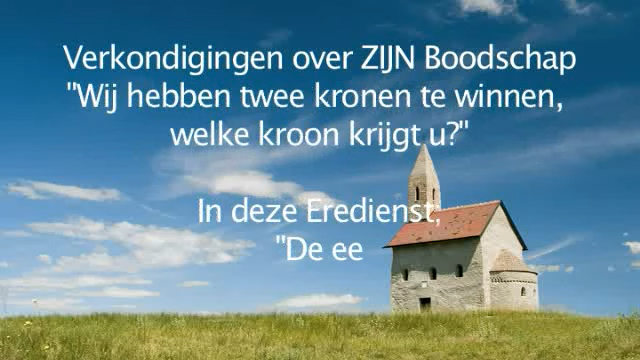 Verkondigingen over ZIJN Boodschap
"Wij hebben twee kronen te winnen,
welke kroon krijgt u?"
In deze Eredienst,
"De ee